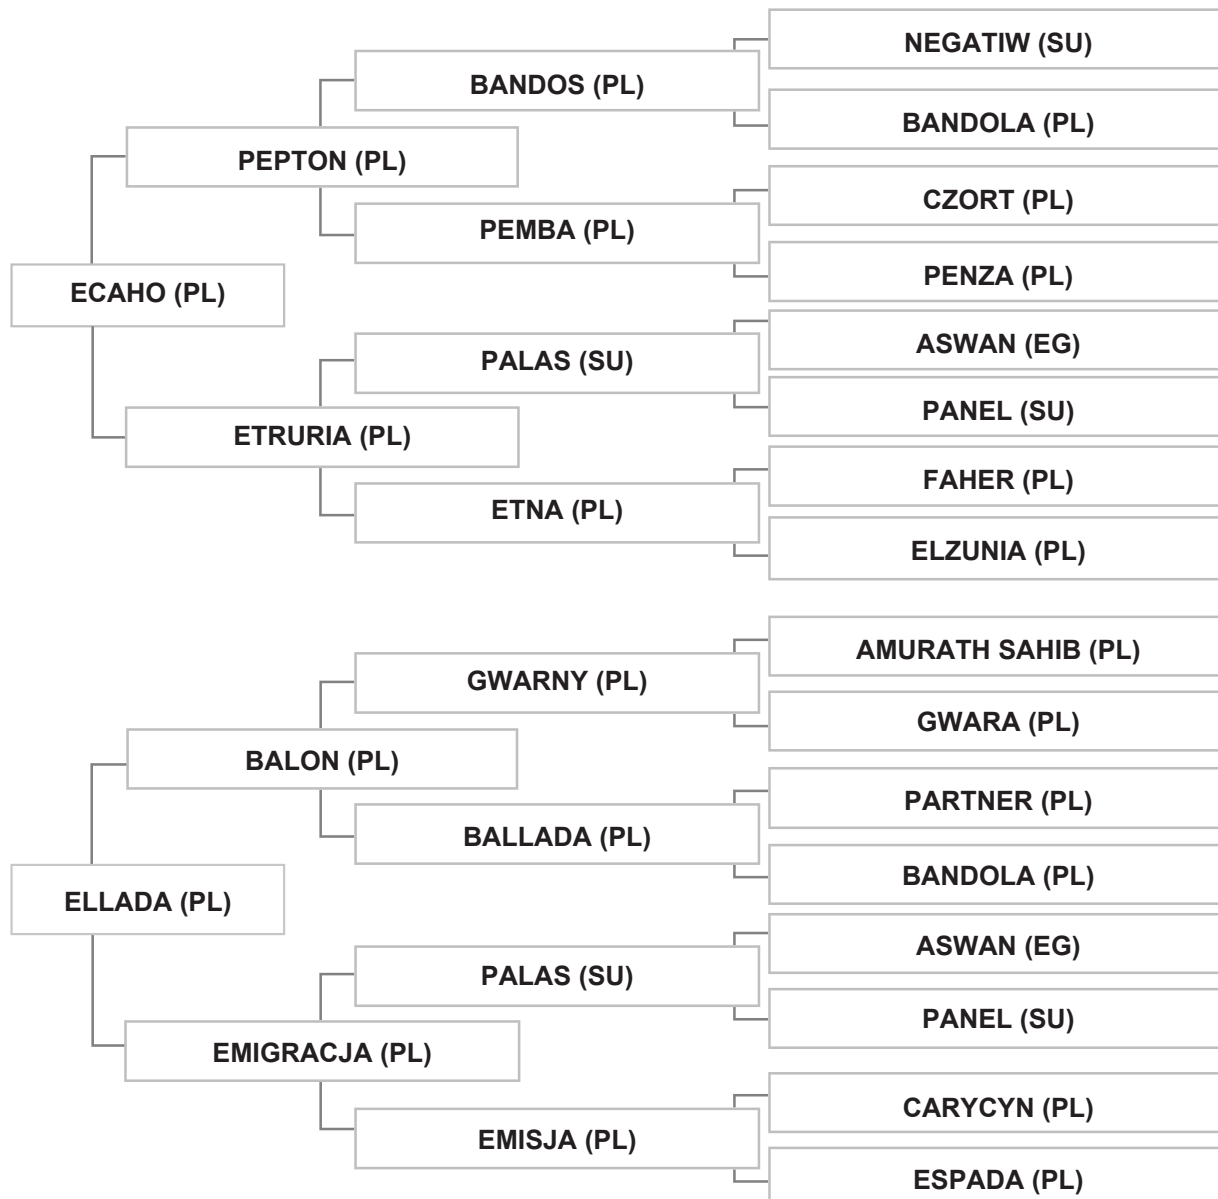 NEGATIW (SU)
BANDOS (PL)
BANDOLA (PL)
PEPTON (PL)
CZORT (PL)
PEMBA (PL)
PENZA (PL)
ECAHO (PL)
ASWAN (EG)
PALAS (SU)
PANEL (SU)
ETRURIA (PL)
FAHER (PL)
ETNA (PL)
ELZUNIA (PL)
AMURATH SAHIB (PL)
GWARNY (PL)
GWARA (PL)
BALON (PL)
PARTNER (PL)
BALLADA (PL)
BANDOLA (PL)
ELLADA (PL)
ASWAN (EG)
PALAS (SU)
PANEL (SU)
EMIGRACJA (PL)
CARYCYN (PL)
EMISJA (PL)
ESPADA (PL)